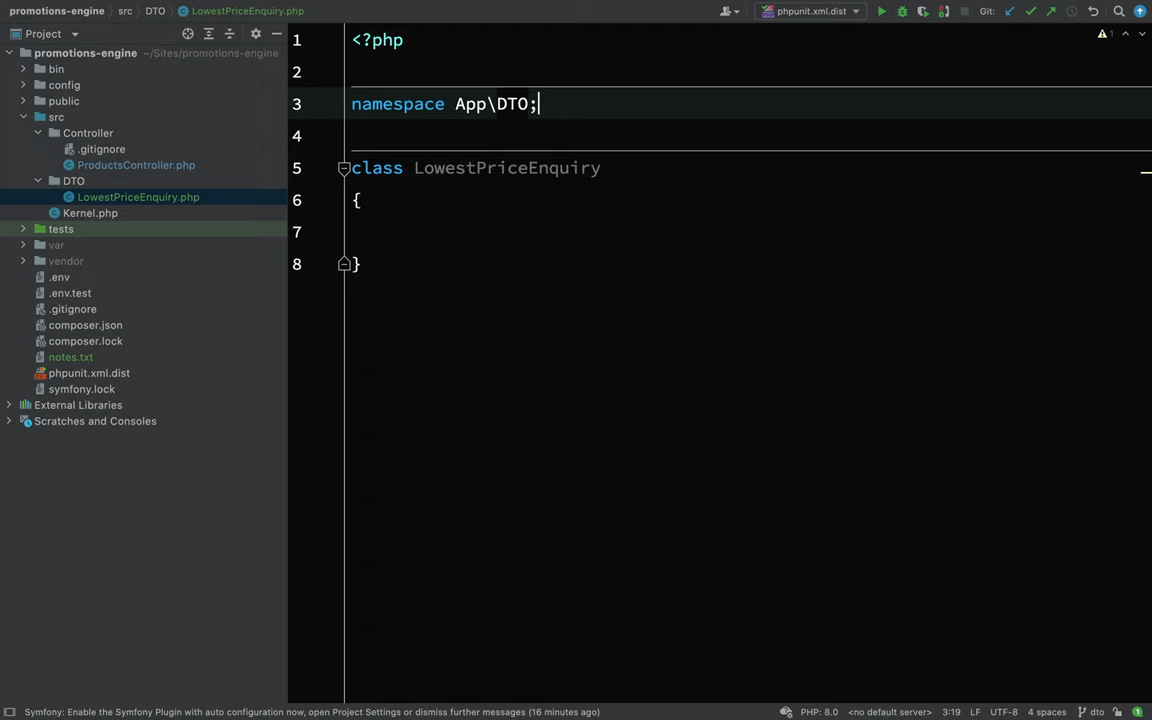 promotions-engine › src › DTO › LowestPriceEnquiry.php
phpunit.xml.dist
Git:
Project
promotions-engine ~/Sites/promotions-engine
bin
config
public
src
Controller
.gitignore
ProductsController.php
DTO
LowestPriceEnquiry.php
Kernel.php
tests
var
vendor
.env
.env.test
.gitignore
composer.json
composer.lock
notes.txt
phpunit.xml.dist
symfony.lock
External Libraries
Scratches and Consoles
1 <?php
2
3 namespace App\DTO;
4
5 class LowestPriceEnquiry
6 {
7
8 }
1
Symfony: Enable the Symfony Plugin with auto configuration now, open Project Settings or dismiss further messages (16 minutes ago)
PHP: 8.0 <no default server> 3:19 LF UTF-8 4 spaces dto 1